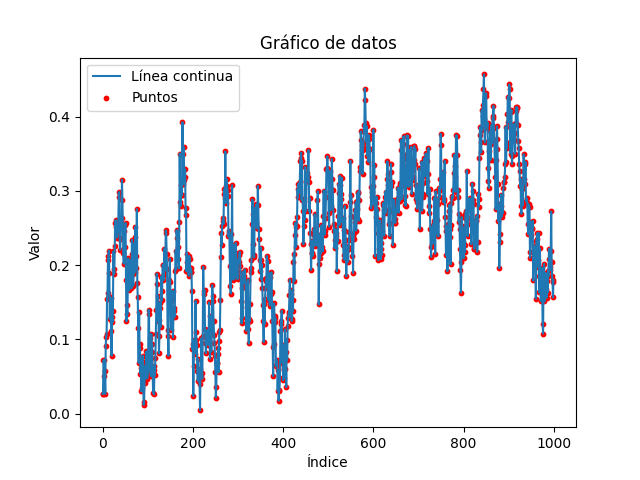 Gráfico de datos
Línea continua
Puntos
Valor
0.4
0.3
0.2
0.1
0.0
0 200 400 600 800 1000
Índice